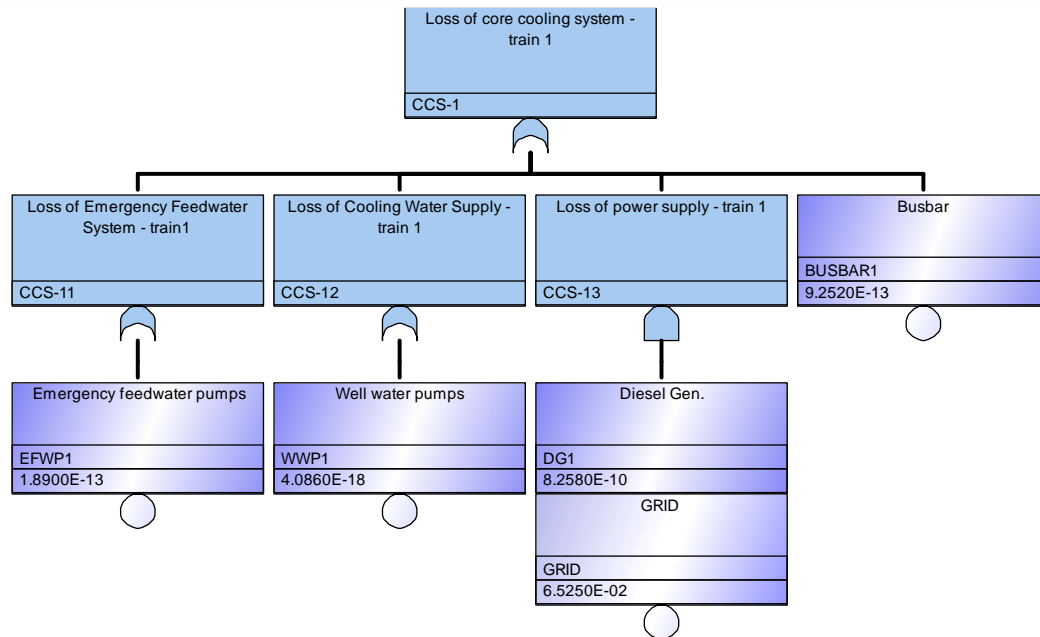 Loss of core cooling system -
train 1
CCS-1
Loss of Emergency Feedwater
System - train1
CCS-11
Loss of Cooling Water Supply -
train 1
CCS-12
Loss of power supply - train 1
CCS-13
Busbar
BUSBAR1
9.2520E-13
Emergency feedwater pumps
EFWP1
1.8900E-13
Well water pumps
WWP1
4.0860E-18
Diesel Gen.
DG1
8.2580E-10
GRID
GRID
6.5250E-02